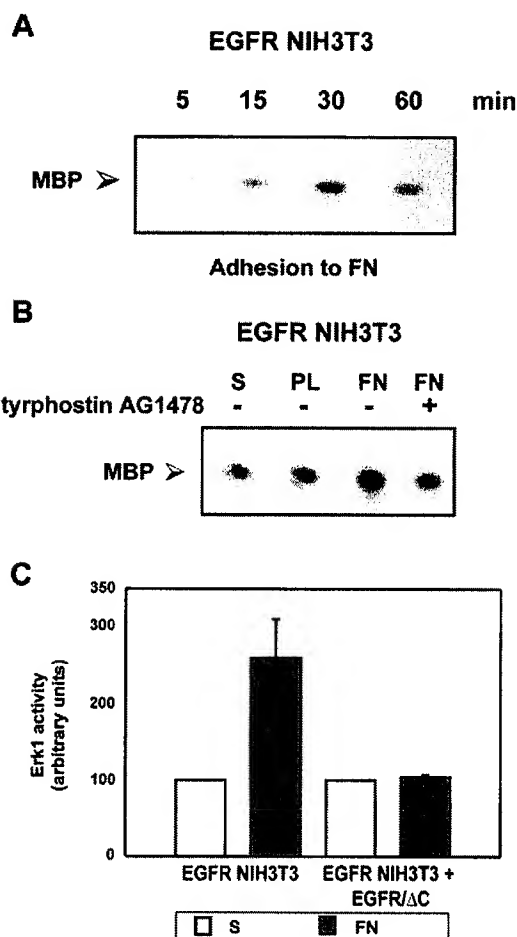 A
EGFR NIH3T3
5 15 30 60 min
MBP
Adhesion to FN
B
EGFR NIH3T3
S PL FN FN
tyrphostin AG1478 - - - +
MBP
C
Erk1 activity
(arbitrary units)
350
300
200
100
0
EGFR NIH3T3 EGFR NIH3T3 +
EGFR/ΔC
S FN